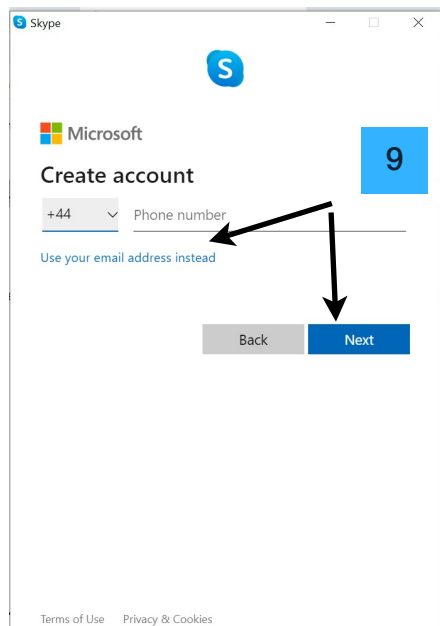 Skype
S
Microsoft
9
Create account
+44 Phone number
Use your email address instead
Back Next
Terms of Use Privacy & Cookies